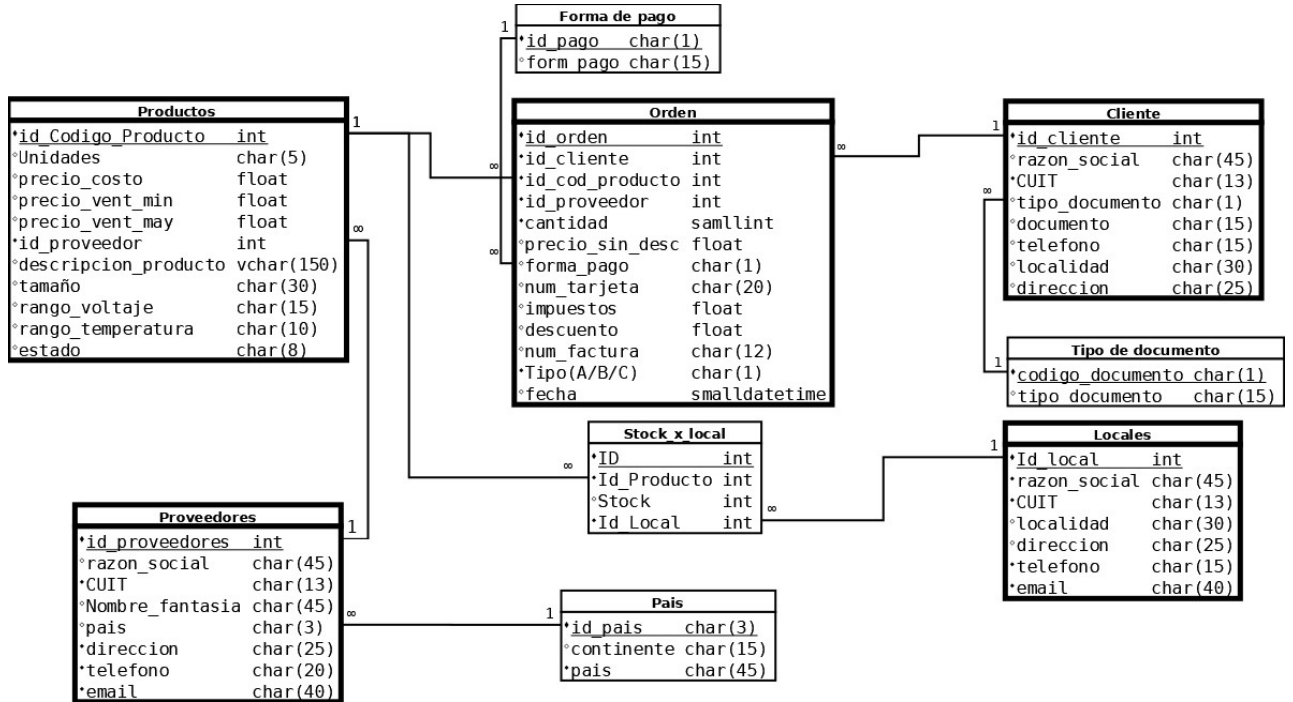 Forma de pago
id_pago char(1)
form pago char(15)
1
Productos
id_Codigo_Producto int
Unidades char(5)
precio_costo float
precio_vent_min float
precio_vent_may float
id_proveedor int
descripcion_producto vchar(150)
tamaño char(30)
rango_voltaje char(15)
rango_temperatura char(10)
estado char(8)
1
∞
Orden
id_orden int
id_cliente int
id_cod_producto int
id_proveedor int
cantidad samllint
precio_sin_desc float
forma_pago char(1)
num_tarjeta char(20)
impuestos float
descuento float
num_factura char(12)
Tipo(A/B/C) char(1)
fecha smalldatetime
∞
∞
∞
Cliente
id_cliente int
razon_social char(45)
CUIT char(13)
tipo_documento char(1)
documento char(15)
telefono char(15)
localidad char(30)
direccion char(25)
1
∞
Tipo de documento
codigo_documento char(1)
tipo documento char(15)
1
Stock_x_local
ID int
Id_Producto int
Stock int
Id_Local int
∞
∞
Locales
Id_local int
razon_social char(45)
CUIT char(13)
localidad char(30)
direccion char(25)
telefono char(15)
email char(40)
1
Proveedores
id_proveedores int
razon_social char(45)
CUIT char(13)
Nombre_fantasia char(45)
pais char(3)
direccion char(25)
telefono char(20)
email char(40)
1
∞
Pais
id_pais char(3)
continente char(15)
pais char(45)
1